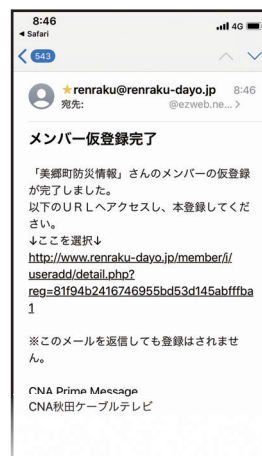 8:46
4G
◀ Safari
543
★renraku@renraku-dayo.jp 8:46
宛先: @ezweb.ne... >
メンバー仮登録完了
「美郷町防災情報」さんのメンバーの仮登録
が完了しました。
以下のURLへアクセスし、本登録してくだ
さい。
↓ここを選択↓
http://www.renraku-dayo.jp/member/i/
useradd/detail.php?
reg=81f94b2416746955bd53d145abfffba
1
※このメールを返信しても登録はされませ
ん。
CNA Prime Message
CNA秋田ケーブルテレビ